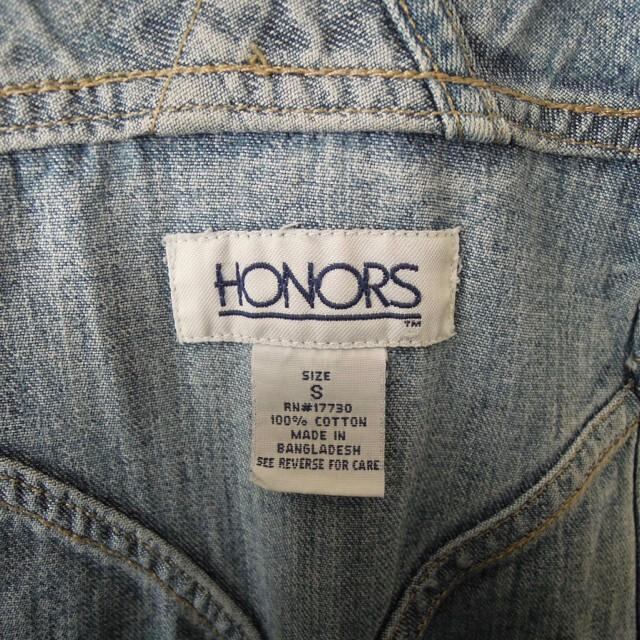 HONORS
TM
SIZE
S
RN#17730
100% COTTON
MADE IN
BANGLADESH
SEE REVERSE FOR CARE